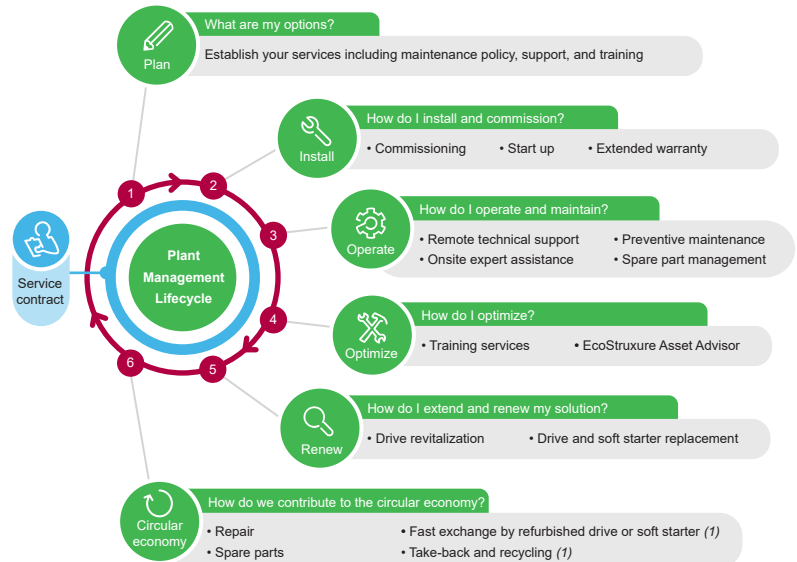 What are my options?
Plan
Establish your services including maintenance policy, support, and training
How do I install and commission?
Install
• Commissioning • Start up • Extended warranty
1
2
3
4
5
6
Plant
Management
Lifecycle
Service
contract
How do I operate and maintain?
Operate
• Remote technical support • Preventive maintenance
• Onsite expert assistance • Spare part management
How do I optimize?
Optimize
• Training services • EcoStruxure Asset Advisor
How do I extend and renew my solution?
Renew
• Drive revitalization • Drive and soft starter replacement
How do we contribute to the circular economy?
Circular
economy
• Repair • Fast exchange by refurbished drive or soft starter (1)
• Spare parts • Take-back and recycling (1)